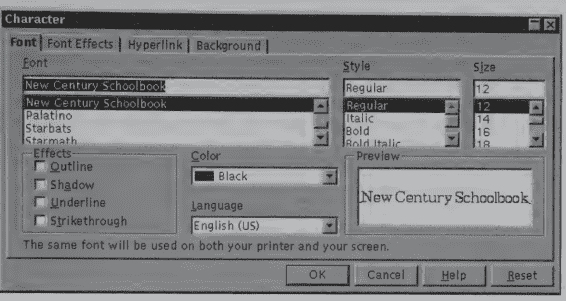 Character
Font Font Effects Hyperlink Background
Font
New Century Schoolbook
New Century Schoolbook
Palatino
Starbats
Starmath
Style
Regular
Regular
Italic
Bold
Bold Italic
Size
12
12
14
16
18
Effects
Outline
Shadow
Underline
Strikethrough
Color
Black
Language
English (US)
Preview
New Century Schoolbook
The same font will be used on both your printer and your screen.
OK Cancel Help Reset